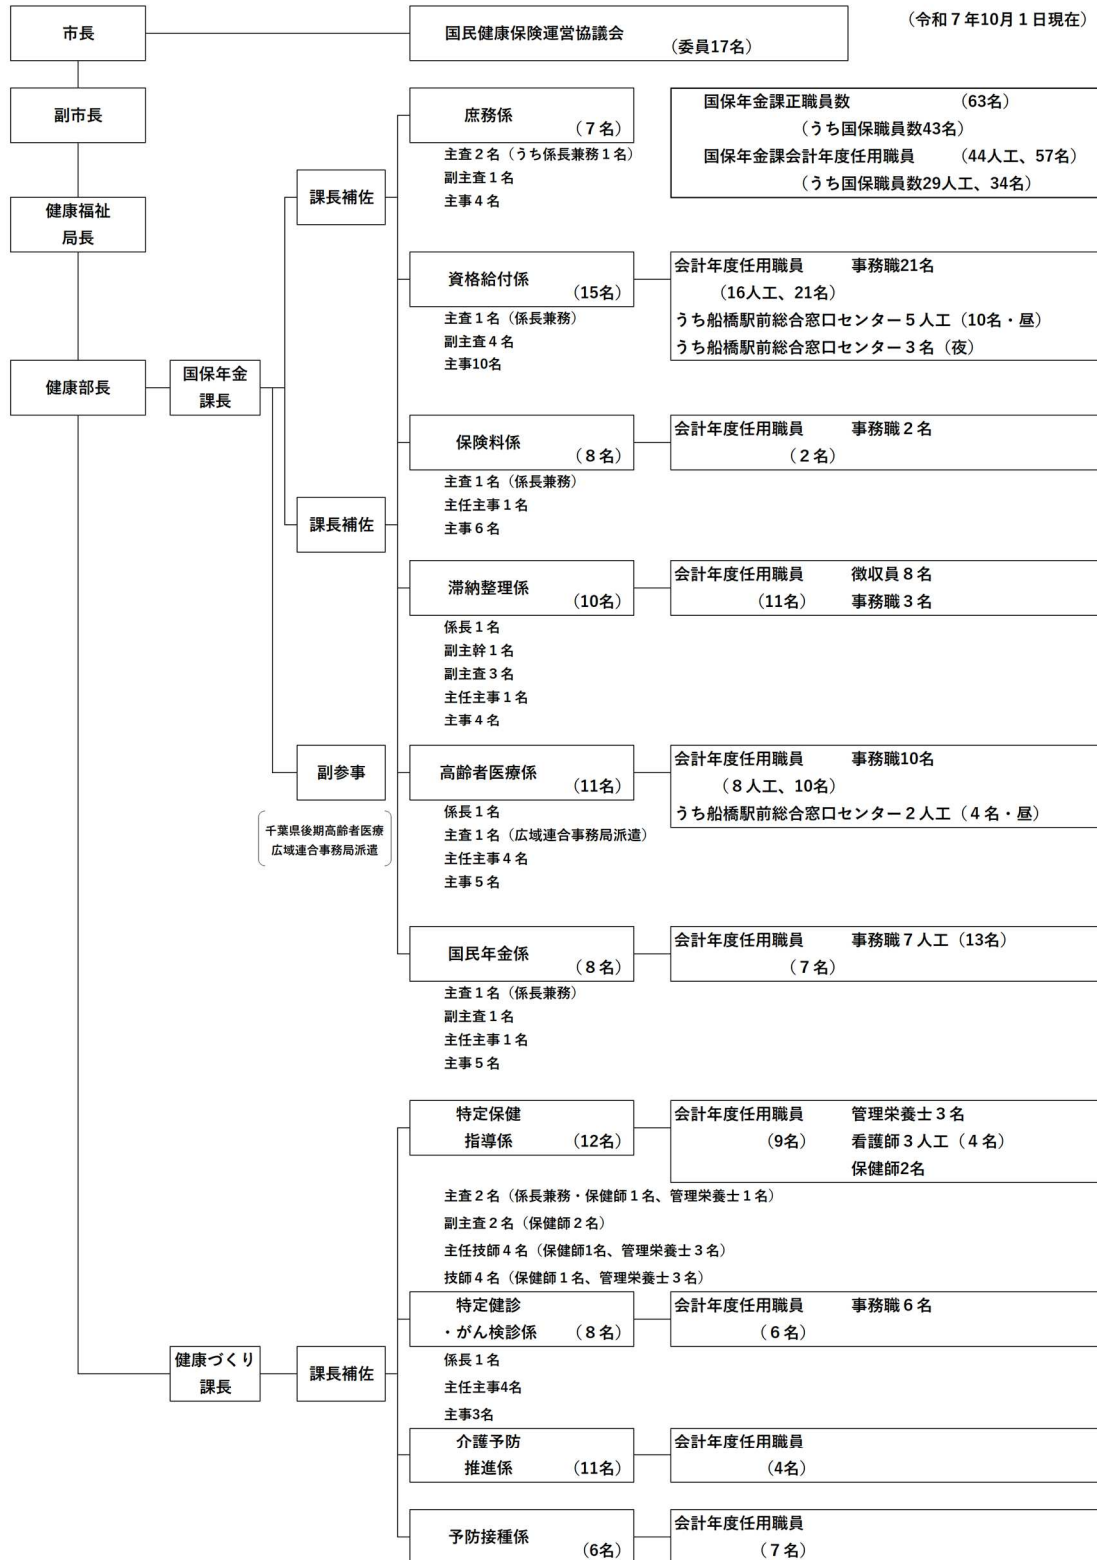 （令和７年10月１日現在）
市長
国民健康保険運営協議会
（委員17名）
副市長
健康福祉
局長
健康部長
国保年金
課長
課長補佐
課長補佐
副参事
千葉県後期高齢者医療
広域連合事務局派遣
国保年金課正職員数　（63名）
（うち国保職員数43名）
国保年金課会計年度任用職員　（44人工、57名）
（うち国保職員数29人工、34名）
庶務係
（７名）
主査２名（うち係長兼務１名）
副主査１名
主事４名
資格給付係
（15名）
主査１名（係長兼務）
副主査４名
主事10名
会計年度任用職員　事務職21名
（16人工、21名）
うち船橋駅前総合窓口センター５人工（10名・昼）
うち船橋駅前総合窓口センター３名（夜）
保険料係
（８名）
主査１名（係長兼務）
主任主事１名
主事６名
会計年度任用職員　事務職２名
（２名）
滞納整理係
（10名）
係長１名
副主幹１名
副主査３名
主任主事１名
主事４名
会計年度任用職員　徴収員８名
（11名）　事務職３名
高齢者医療係
（11名）
係長１名
主査１名（広域連合事務局派遣）
主任主事４名
主事５名
会計年度任用職員　事務職10名
（８人工、10名）
うち船橋駅前総合窓口センター２人工（４名・昼）
国民年金係
（８名）
主査１名（係長兼務）
副主査１名
主任主事１名
主事５名
会計年度任用職員　事務職７人工（13名）
（７名）
健康づくり
課長
課長補佐
特定保健
指導係　（12名）
主査２名（係長兼務・保健師１名、管理栄養士１名）
副主査２名（保健師２名）
主任技師４名（保健師1名、管理栄養士３名）
技師４名（保健師１名、管理栄養士３名）
会計年度任用職員　管理栄養士３名
（9名）　看護師３人工（４名）
保健師2名
特定健診
・がん検診係　（８名）
係長１名
主任主事4名
主事3名
会計年度任用職員　事務職６名
（６名）
介護予防
推進係　（11名）
会計年度任用職員
（4名）
予防接種係
（6名）
会計年度任用職員
（７名）